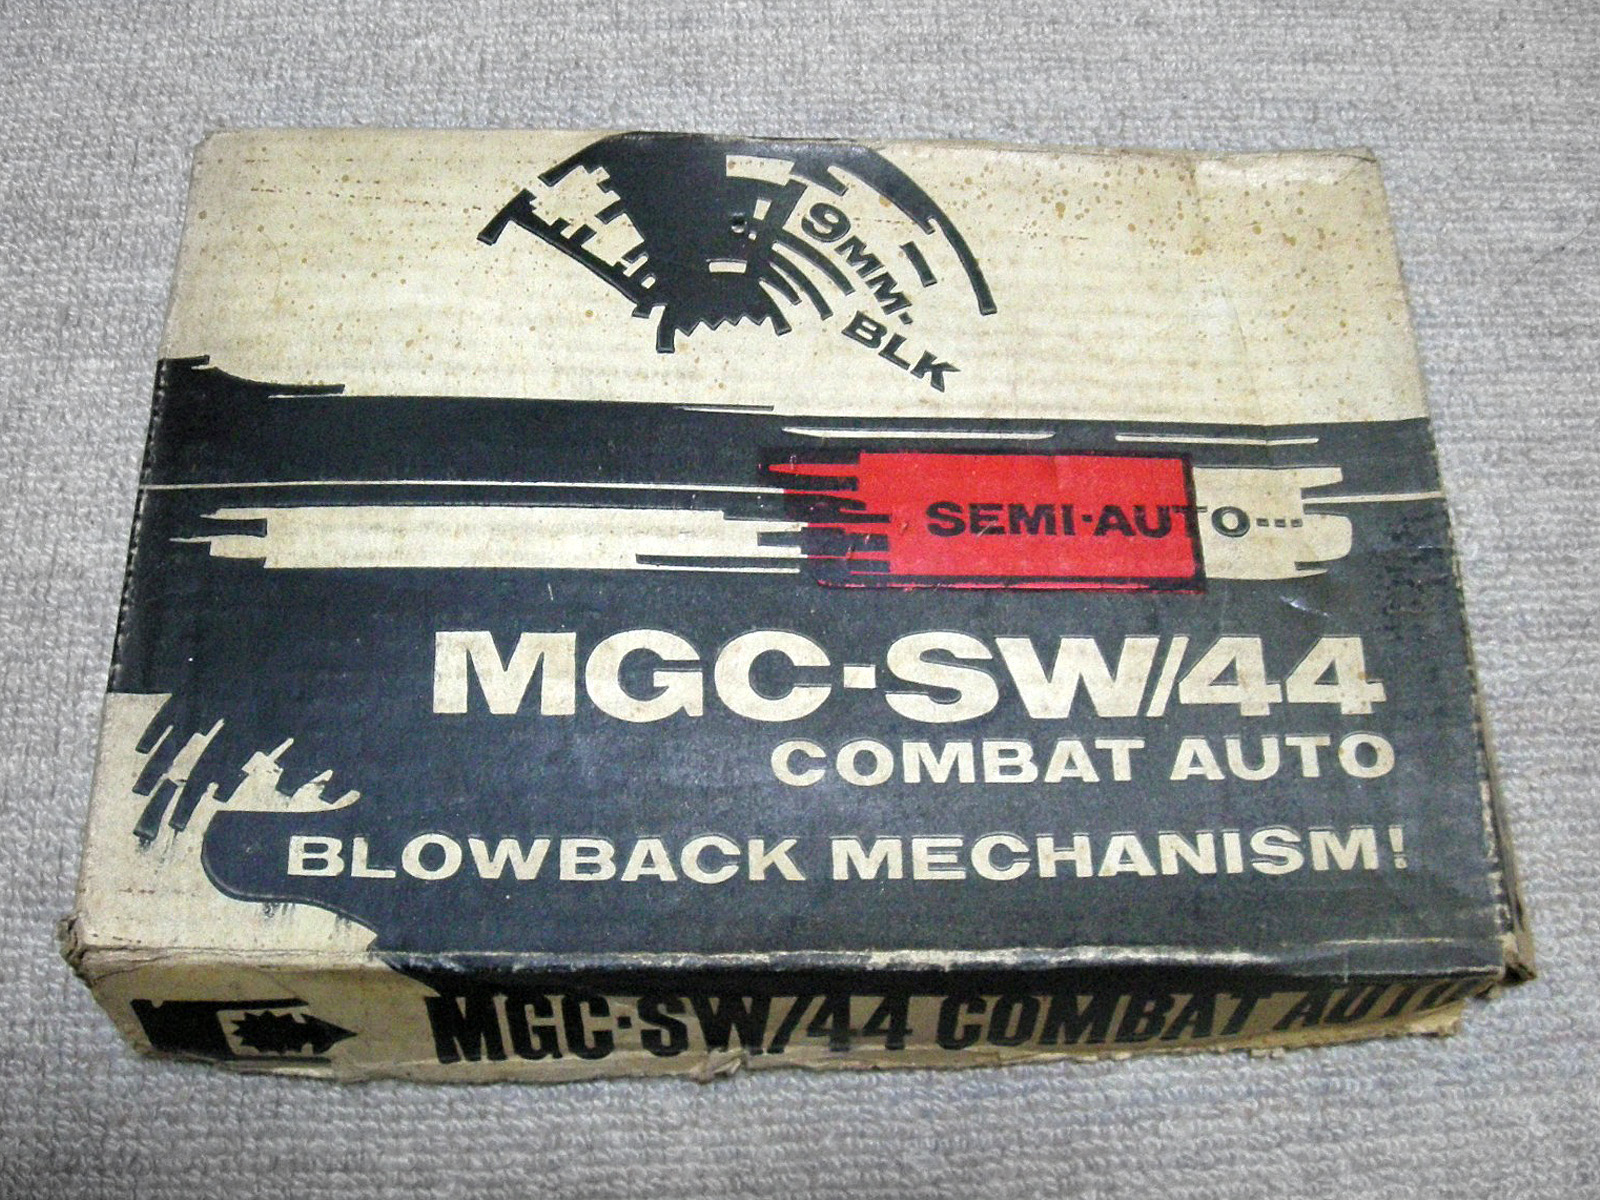 9MM.
BLK
SEMI-AUTO...
MGC-SW/44
COMBAT AUTO
BLOWBACK MECHANISM!
MGC-SW/44 COMBAT AUTO